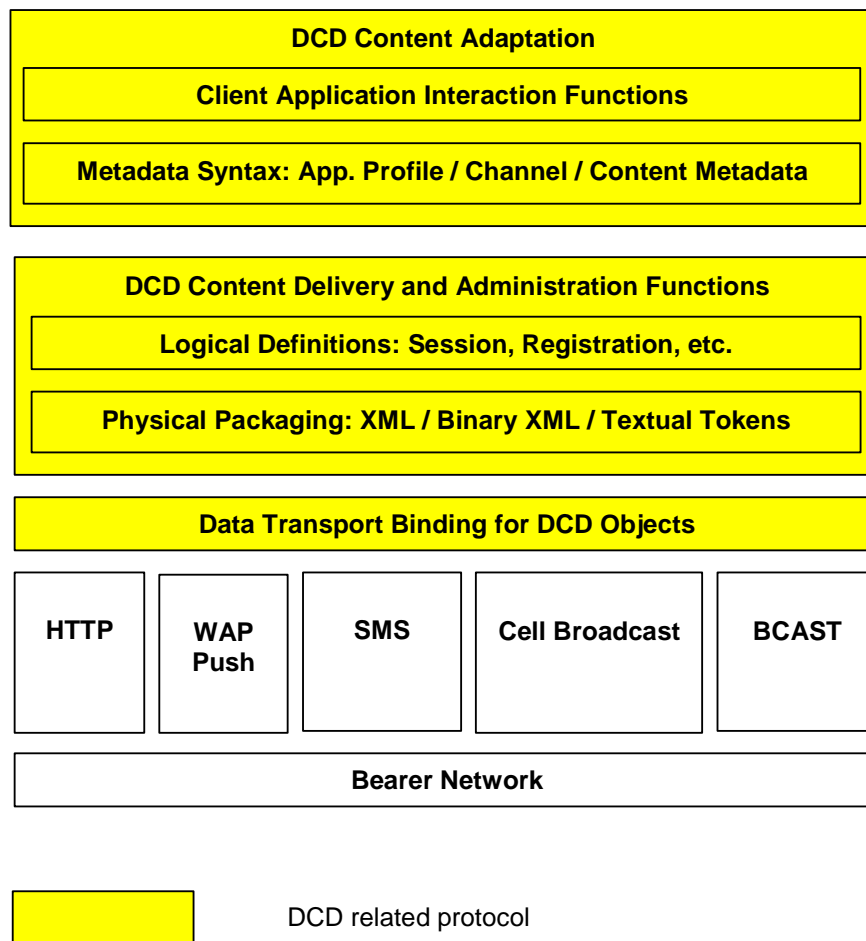 DCD Content Adaptation
Client Application Interaction Functions
Metadata Syntax: App. Profile / Channel / Content Metadata
DCD Content Delivery and Administration Functions
Logical Definitions: Session, Registration, etc.
Physical Packaging: XML / Binary XML / Textual Tokens
Data Transport Binding for DCD Objects
HTTP
WAP
Push
SMS
Cell Broadcast
BCAST
Bearer Network
DCD related protocol